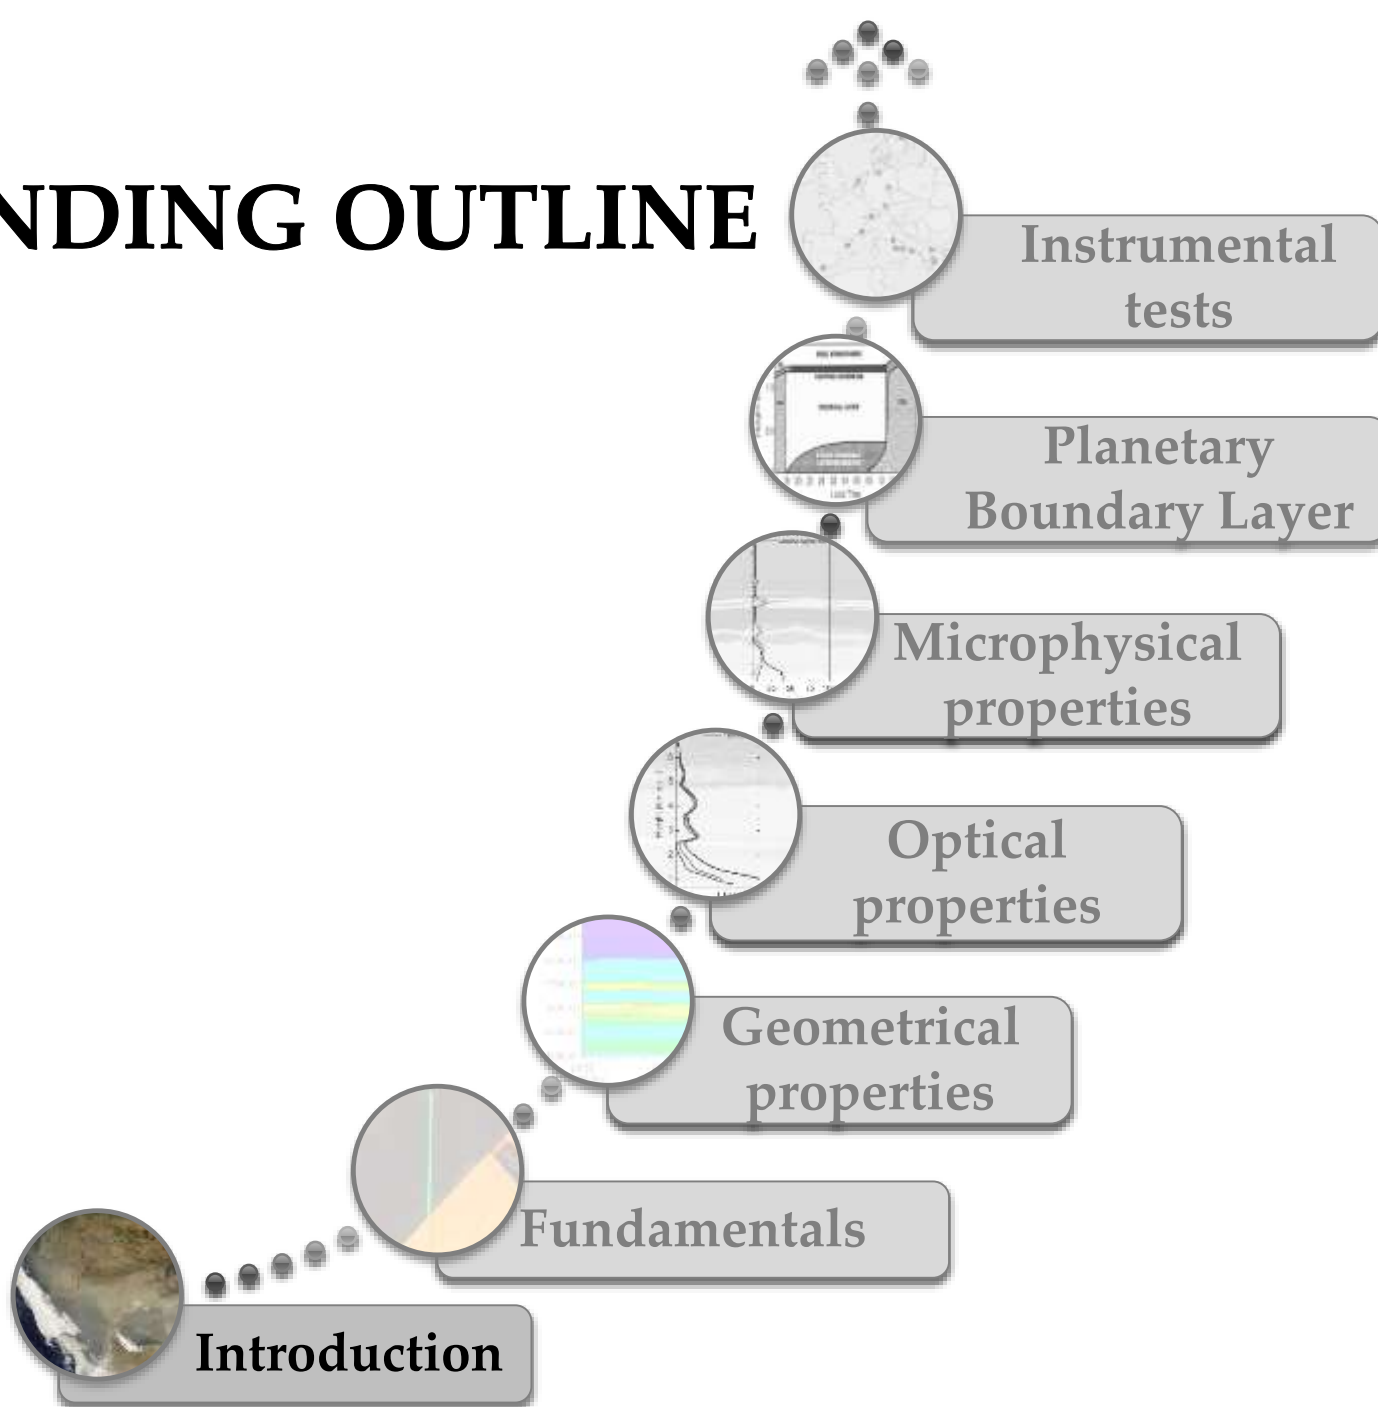 NDING OUTLINE
Instrumental
tests
Planetary
Boundary Layer
Microphysical
properties
Optical
properties
Geometrical
properties
Fundamentals
Introduction